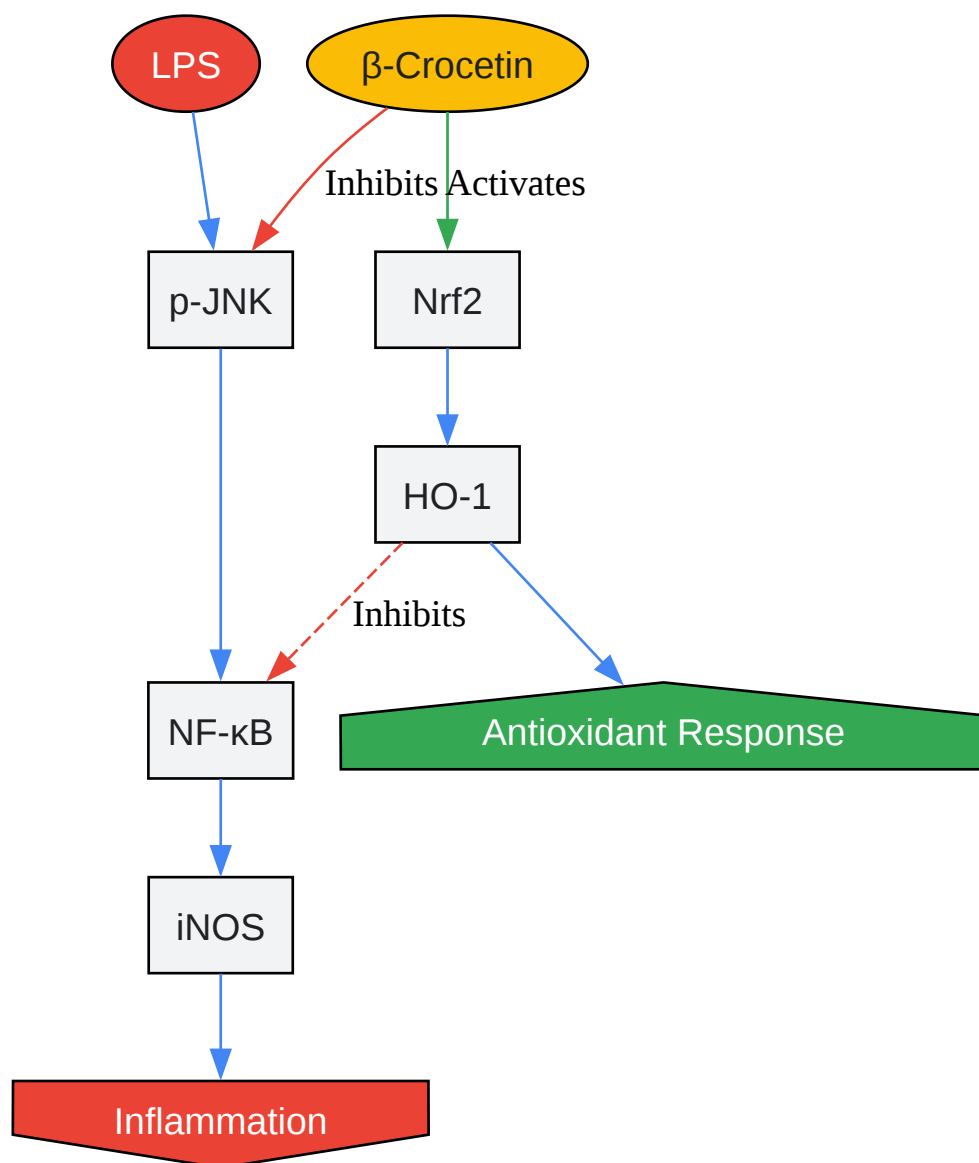 LPS
β-Crocetin
Inhibits
Activates
p-JNK
Nrf2
HO-1
Inhibits
NF-κB
Antioxidant Response
iNOS
Inflammation